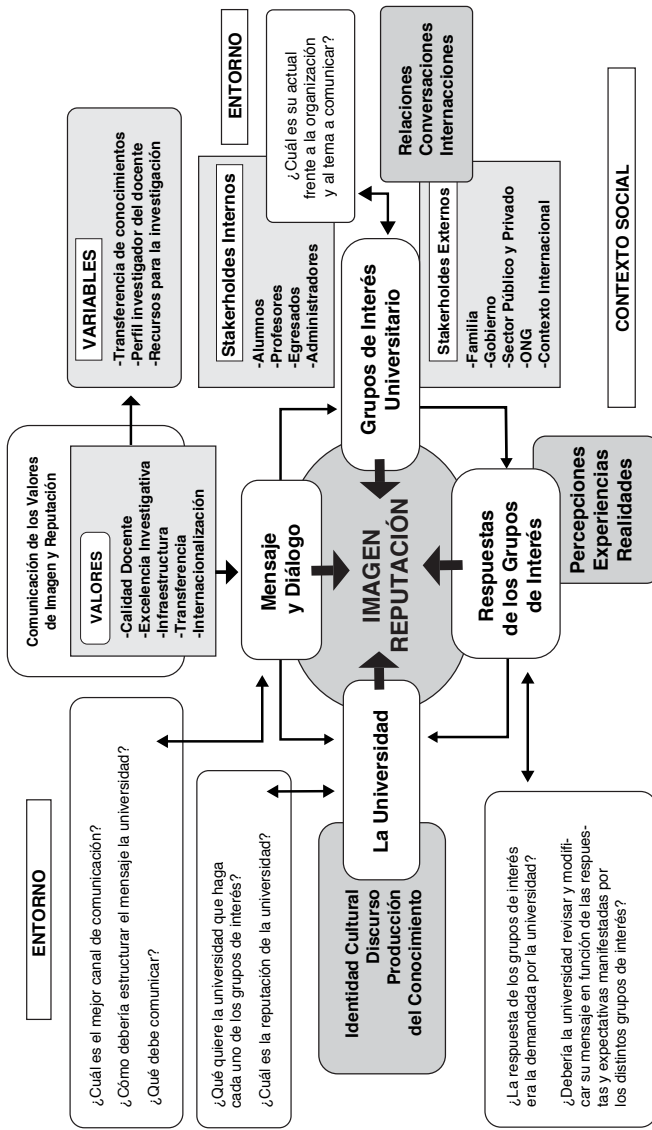 ENTORNO
¿Cuál es el mejor canal de comunicación?
¿Cómo debería estructurar el mensaje la universidad?
¿Qué debe comunicar?
¿Qué quiere la universidad que haga
cada uno de los grupos de interés?
¿Cuál es la reputación de la universidad?
Identidad Cultural
Discurso
Producción
del Conocimiento
La Universidad
¿La respuesta de los grupos de interés
era la demandada por la universidad?
¿Debería la universidad revisar y modifi-
car su mensaje en función de las respues-
tas y expectativas manifestadas por
los distintos grupos de interés?
Comunicación de los Valores
de Imagen y Reputación
VALORES
-Calidad Docente
-Excelencia Investigativa
-Infraestructura
-Transferencia
-Internacionalización
Mensaje
y Diálogo
IMAGEN
REPUTACIÓN
Respuestas
de los Grupos
de Interés
Percepciones
Experiencias
Realidades
VARIABLES
-Transferencia de conocimientos
-Perfil investigador del docente
-Recursos para la investigación
Stakerholdes Internos
-Alumnos
-Profesores
-Egresados
-Administradores
Grupos de Interés
Universitario
Stakerholdes Externos
-Familia
-Gobierno
-Sector Público y Privado
-ONG
-Contexto Internacional
ENTORNO
¿Cuál es su actual
frente a la organización
y al tema a comunicar?
Relaciones
Conversaciones
Internacciones
CONTEXTO SOCIAL